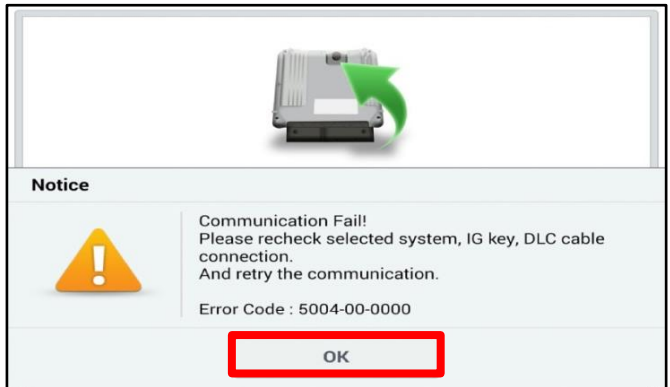 Notice
Communication Fail!
Please recheck selected system, IG key, DLC cable
connection.
And retry the communication.
Error Code : 5004-00-0000
OK